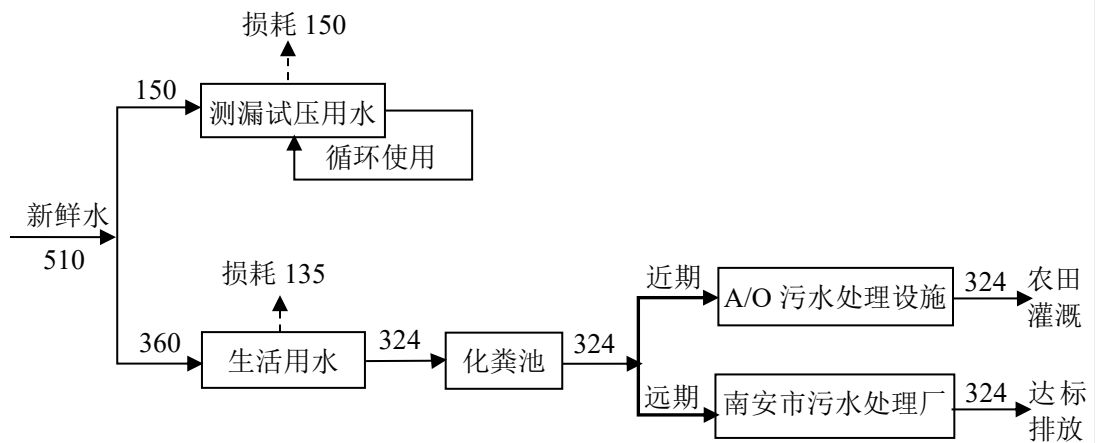 损耗 150
150
测漏试压用水
循环使用
新鲜水
510
损耗 135
360
生活用水
324
化粪池
324
近期
A/O 污水处理设施
324
农田
灌溉
远期
南安市污水处理厂
324
达标
排放